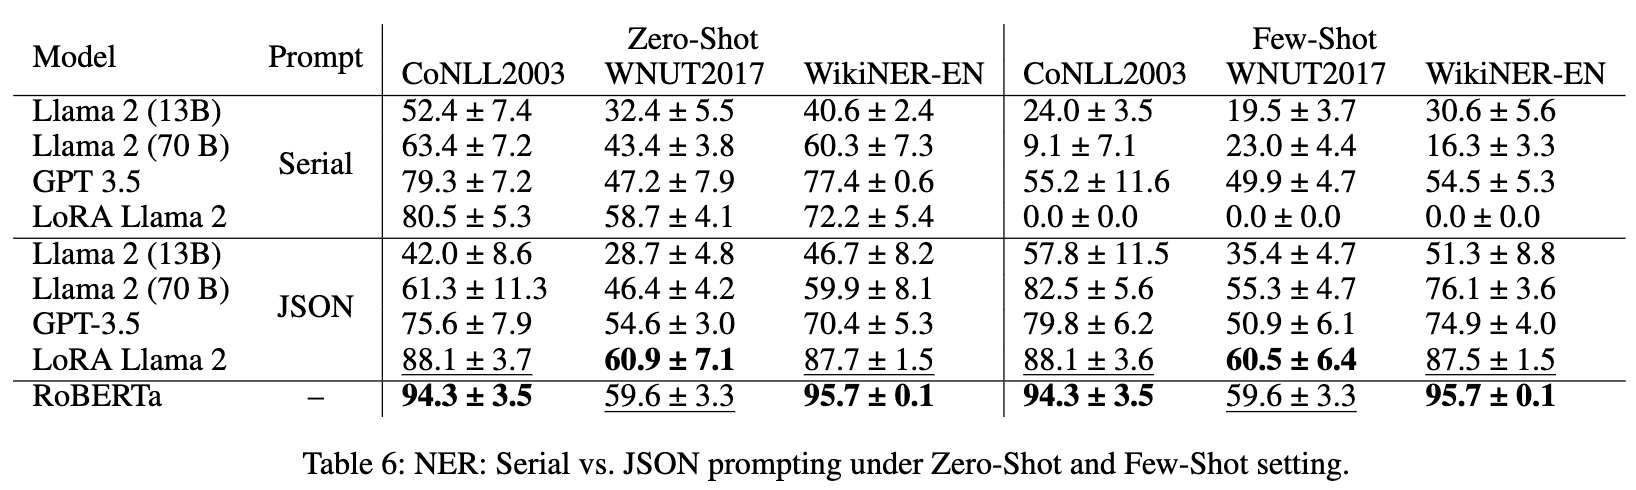 Model Prompt Zero-Shot Few-Shot
CoNLL2003 WNUT2017 WikiNER-EN CoNLL2003 WNUT2017 WikiNER-EN
Llama 2 (13B) 52.4 ± 7.4 32.4 ± 5.5 40.6 ± 2.4 24.0 ± 3.5 19.5 ± 3.7 30.6 ± 5.6
Llama 2 (70 B) 63.4 ± 7.2 43.4 ± 3.8 60.3 ± 7.3 9.1 ± 7.1 23.0 ± 4.4 16.3 ± 3.3
Serial
GPT 3.5 79.3 ± 7.2 47.2 ± 7.9 77.4 ± 0.6 55.2 ± 11.6 49.9 ± 4.7 54.5 ± 5.3
LoRA Llama 2 80.5 ± 5.3 58.7 ± 4.1 72.2 ± 5.4 0.0 ± 0.0 0.0 ± 0.0 0.0 ± 0.0
Llama 2 (13B) 42.0 ± 8.6 28.7 ± 4.8 46.7 ± 8.2 57.8 ± 11.5 35.4 ± 4.7 51.3 ± 8.8
Llama 2 (70 B) 61.3 ± 11.3 46.4 ± 4.2 59.9 ± 8.1 82.5 ± 5.6 55.3 ± 4.7 76.1 ± 3.6
JSON
GPT-3.5 75.6 ± 7.9 54.6 ± 3.0 70.4 ± 5.3 79.8 ± 6.2 50.9 ± 6.1 74.9 ± 4.0
LoRA Llama 2 88.1 ± 3.7 60.9 ± 7.1 87.7 ± 1.5 88.1 ± 3.6 60.5 ± 6.4 87.5 ± 1.5
RoBERTa – 94.3 ± 3.5 59.6 ± 3.3 95.7 ± 0.1 94.3 ± 3.5 59.6 ± 3.3 95.7 ± 0.1
Table 6: NER: Serial vs. JSON prompting under Zero-Shot and Few-Shot setting.